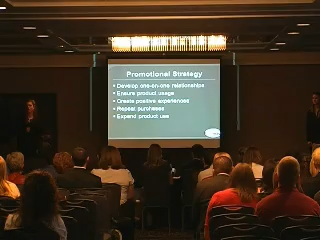 Promotional Strategy
• Develop one-on-one relationships
• Ensure product usage
• Create positive experiences
• Repeat purchases
• Expand product use